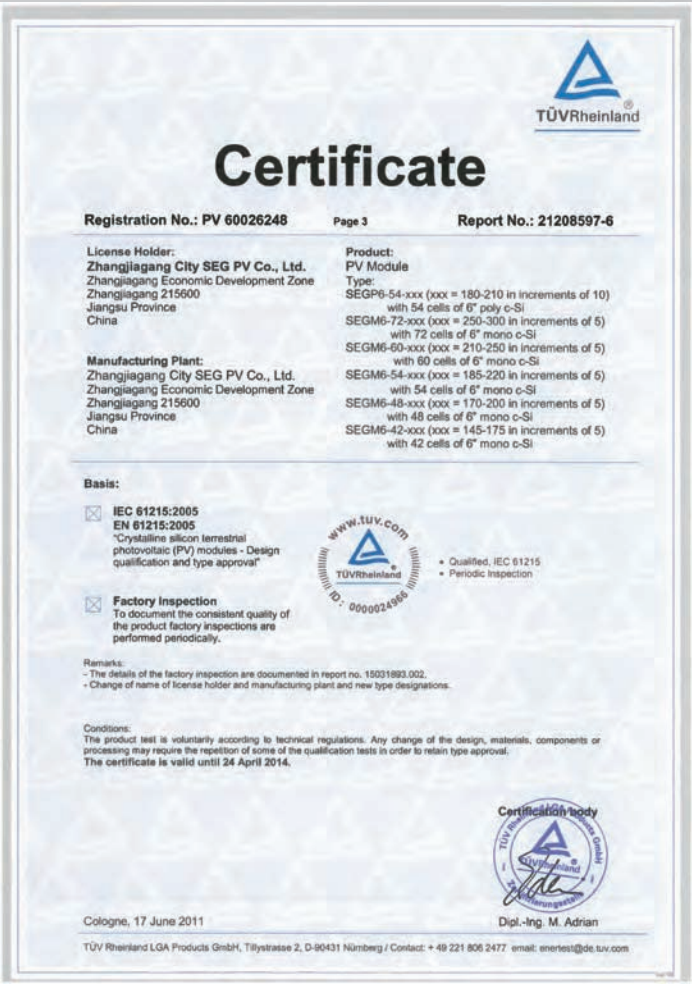 TÜVRheinland®
Certificate
Registration No.: PV 60026248 Page 3 Report No.: 21208597-6
License Holder:
Zhangjiagang City SEG PV Co., Ltd.
Zhangjiagang Economic Development Zone
Zhangjiagang 215600
Jiangsu Province
China
Manufacturing Plant:
Zhangjiagang City SEG PV Co., Ltd.
Zhangjiagang Economic Development Zone
Zhangjiagang 215600
Jiangsu Province
China
Product:
PV Module
Type:
SEGP6-54-xxx (xxx = 180-210 in increments of 10)
with 54 cells of 6" poly c-Si
SEGM6-72-xxx (xxx = 250-300 in increments of 5)
with 72 cells of 6" mono c-Si
SEGM6-60-xxx (xxx = 210-250 in increments of 5)
with 60 cells of 6" mono c-Si
SEGM6-54-xxx (xxx = 185-220 in increments of 5)
with 54 cells of 6" mono c-Si
SEGM6-48-xxx (xxx = 170-200 in increments of 5)
with 48 cells of 6" mono c-Si
SEGM6-42-xxx (xxx = 145-175 in increments of 5)
with 42 cells of 6" mono c-Si
Basis:
IEC 61215:2005
EN 61215:2005
"Crystalline silicon terrestrial
photovoltaic (PV) modules - Design
qualification and type approval"
Factory Inspection
To document the consistent quality of
the product factory inspections are
performed periodically.
www.tuv.com
TÜVRheinland®
ID: 0000024966
• Qualified, IEC 61215
• Periodic Inspection
Remarks:
- The details of the factory inspection are documented in report no. 15031893.002.
- Change of name of license holder and manufacturing plant and new type designations.
Conditions:
The product test is voluntarily according to technical regulations. Any change of the design, materials, components or
processing may require the repetition of some of the qualification tests in order to retain type approval.
The certificate is valid until 24 April 2014.
Certification body
TÜV Rheinland LGA Products GmbH
TÜVRheinland®
Zertifizierungsstelle
Cologne, 17 June 2011
Dipl.-Ing. M. Adrian
TÜV Rheinland LGA Products GmbH, Tillystrasse 2, D-90431 Nürnberg / Contact: + 49 221 806 2477 email: enertest@de.tuv.com